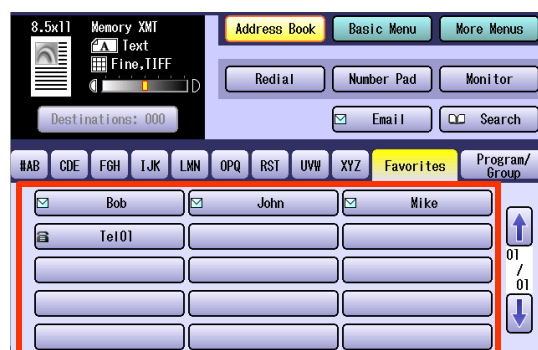 8.5x11 Memory XMT Address Book Basic Menu More Menus
A Text
Fine,TIFF
D Redial Number Pad Monitor
Destinations: 000 Email Search
#AB CDE FGH IJK LMN OPQ RST UVW XYZ Favorites Program/
Group
Bob John Mike
Tel01
01
/
01